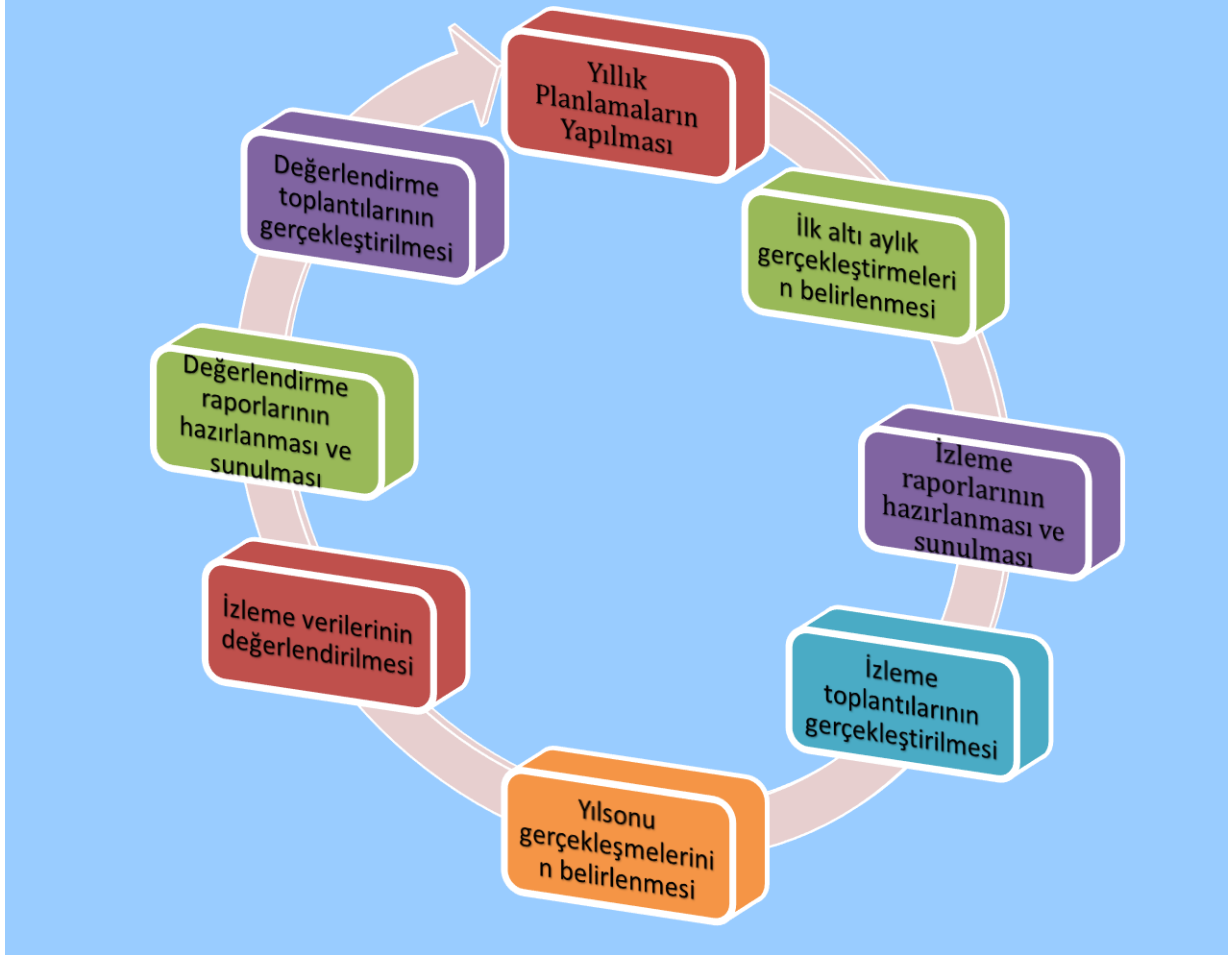 Yıllık
Planlamaların
Yapılması
İlk altı aylık
gerçekleştirmeleri
n belirlenmesi
İzleme
raporlarının
hazırlanması ve
sunulması
İzleme
toplantılarının
gerçekleştirilmesi
Yılsonu
gerçekleşmelerini
n belirlenmesi
İzleme verilerinin
değerlendirilmesi
Değerlendirme
raporlarının
hazırlanması ve
sunulması
Değerlendirme
toplantılarının
gerçekleştirilmesi